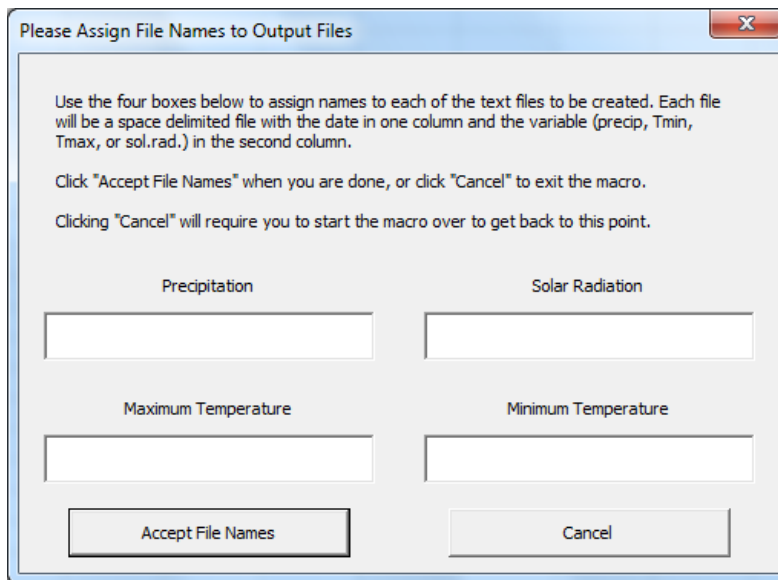 Please Assign File Names to Output Files
X
Use the four boxes below to assign names to each of the text files to be created. Each file
will be a space delimited file with the date in one column and the variable (precip, Tmin,
Tmax, or sol.rad.) in the second column.
Click "Accept File Names" when you are done, or click "Cancel" to exit the macro.
Clicking "Cancel" will require you to start the macro over to get back to this point.
Precipitation
Solar Radiation
Maximum Temperature
Minimum Temperature
Accept File Names
Cancel